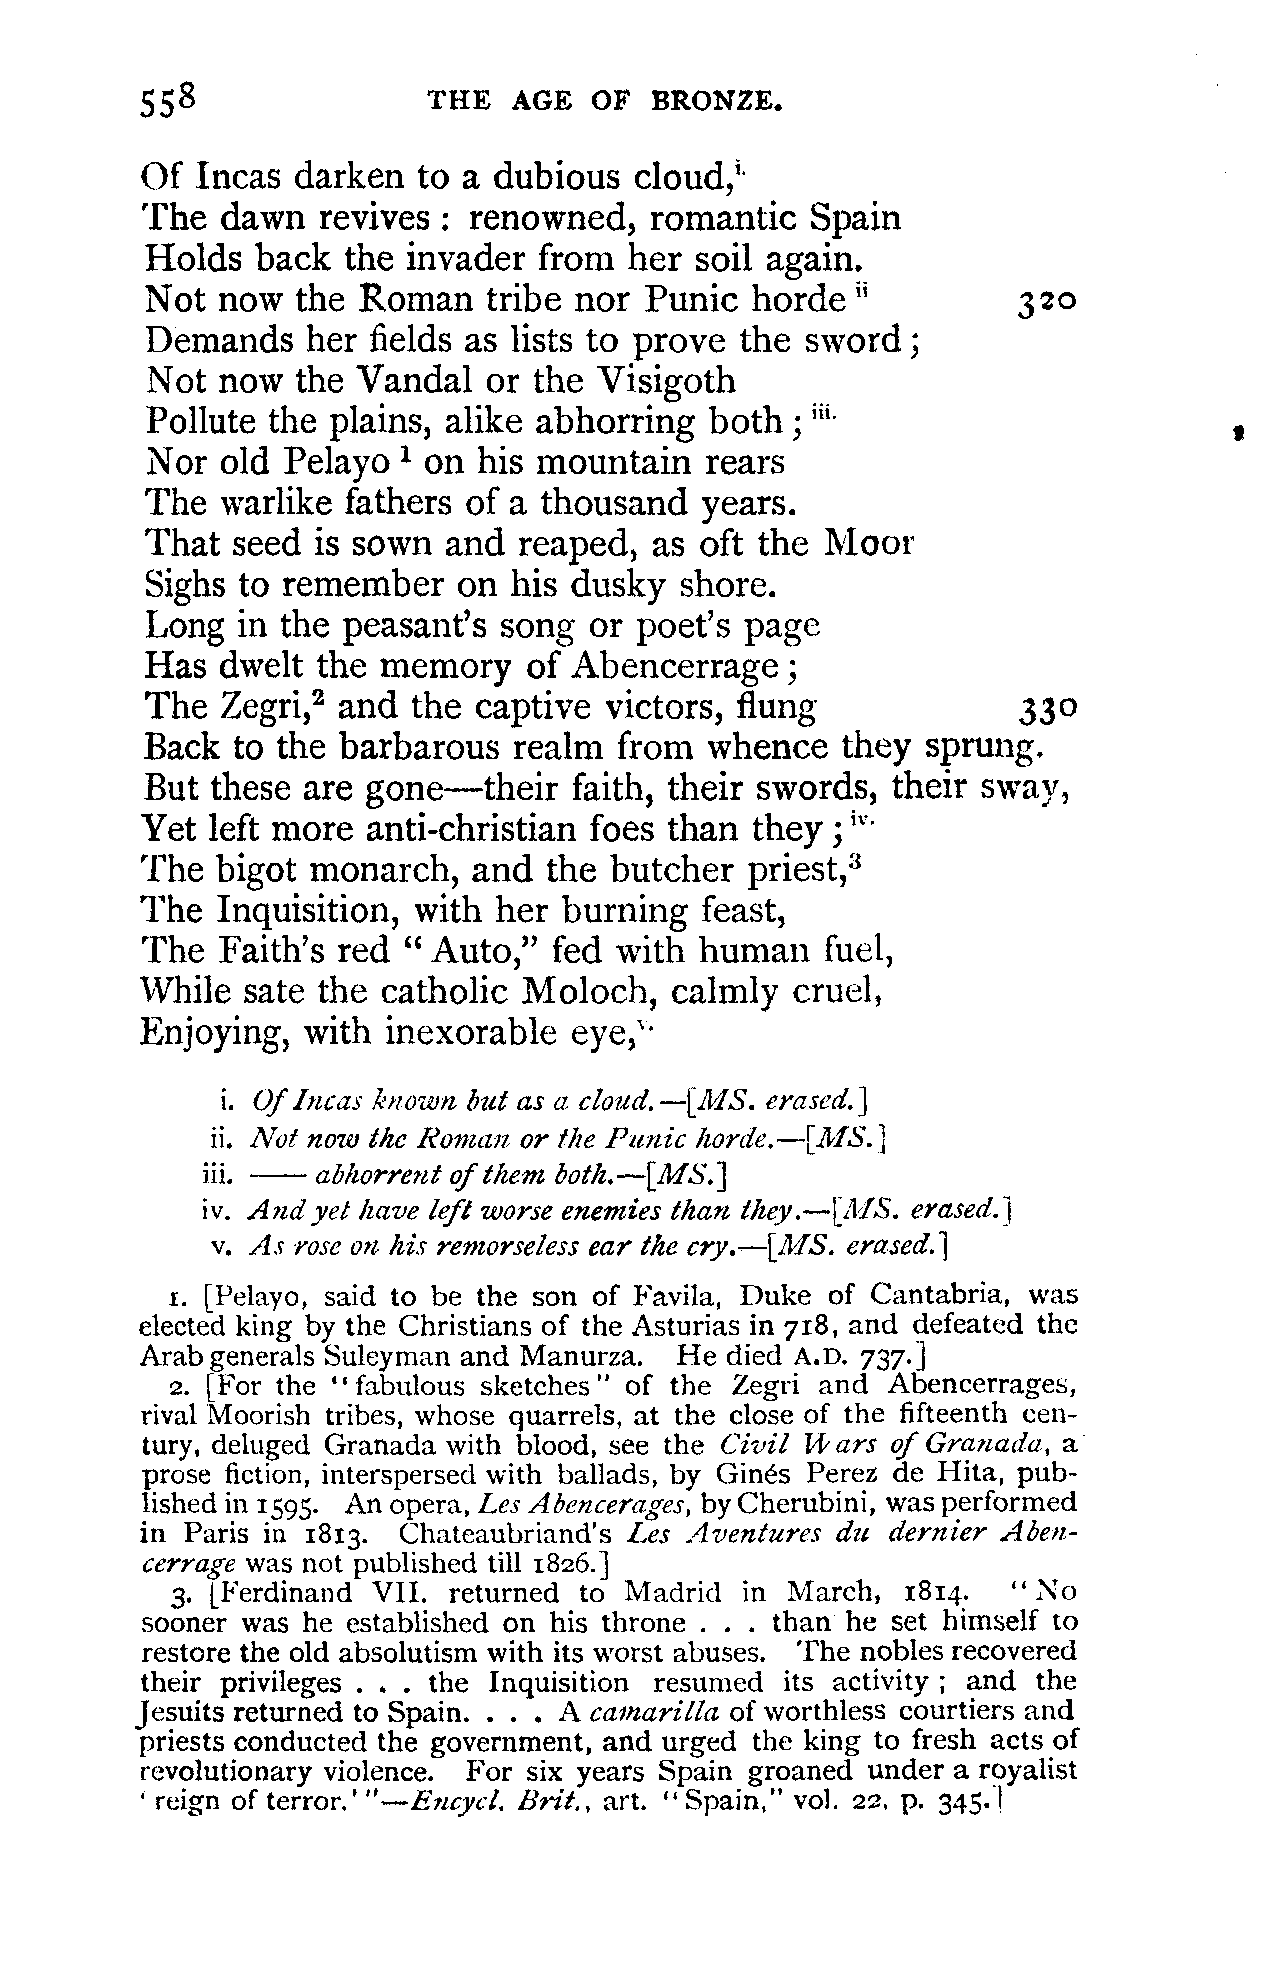 558 THE AGE OF BRONZE.
Of Incas darken to a dubious cloud,i.
The dawn revives : renowned, romantic Spain
Holds back the invader from her soil again.
Not now the Roman tribe nor Punic horde ii 320
Demands her fields as lists to prove the sword ;
Not now the Vandal or the Visigoth
Pollute the plains, alike abhorring both ; iii.
Nor old Pelayo 1 on his mountain rears
The warlike fathers of a thousand years.
That seed is sown and reaped, as oft the Moor
Sighs to remember on his dusky shore.
Long in the peasant's song or poet's page
Has dwelt the memory of Abencerrage ;
The Zegri,2 and the captive victors, flung 330
Back to the barbarous realm from whence they sprung.
But these are gone—their faith, their swords, their sway,
Yet left more anti-christian foes than they ; iv.
The bigot monarch, and the butcher priest,3
The Inquisition, with her burning feast,
The Faith's red " Auto," fed with human fuel,
While sate the catholic Moloch, calmly cruel,
Enjoying, with inexorable eye,v.
i. Of Incas known but as a cloud.—[MS. erased.]
ii. Not now the Roman or the Punic horde.—[MS.]
iii. —— abhorrent of them both.—[MS.]
iv. And yet have left worse enemies than they.—[MS. erased.]
v. As rose on his remorseless ear the cry.—[MS. erased.]
1. [Pelayo, said to be the son of Favila, Duke of Cantabria, was
elected king by the Christians of the Asturias in 718, and defeated the
Arab generals Suleyman and Manurza. He died A.D. 737.]
2. [For the "fabulous sketches" of the Zegri and Abencerrages,
rival Moorish tribes, whose quarrels, at the close of the fifteenth cen-
tury, deluged Granada with blood, see the Civil Wars of Granada, a
prose fiction, interspersed with ballads, by Ginés Perez de Hita, pub-
lished in 1595. An opera, Les Abencerages, by Cherubini, was performed
in Paris in 1813. Chateaubriand's Les Aventures du dernier Aben-
cerrage was not published till 1826.]
3. [Ferdinand VII. returned to Madrid in March, 1814. "No
sooner was he established on his throne . . . than he set himself to
restore the old absolutism with its worst abuses. The nobles recovered
their privileges . . . the Inquisition resumed its activity ; and the
Jesuits returned to Spain. . . . A camarilla of worthless courtiers and
priests conducted the government, and urged the king to fresh acts of
revolutionary violence. For six years Spain groaned under a royalist
'reign of terror.'"—Encycl. Brit., art. "Spain," vol. 22, p. 345.]